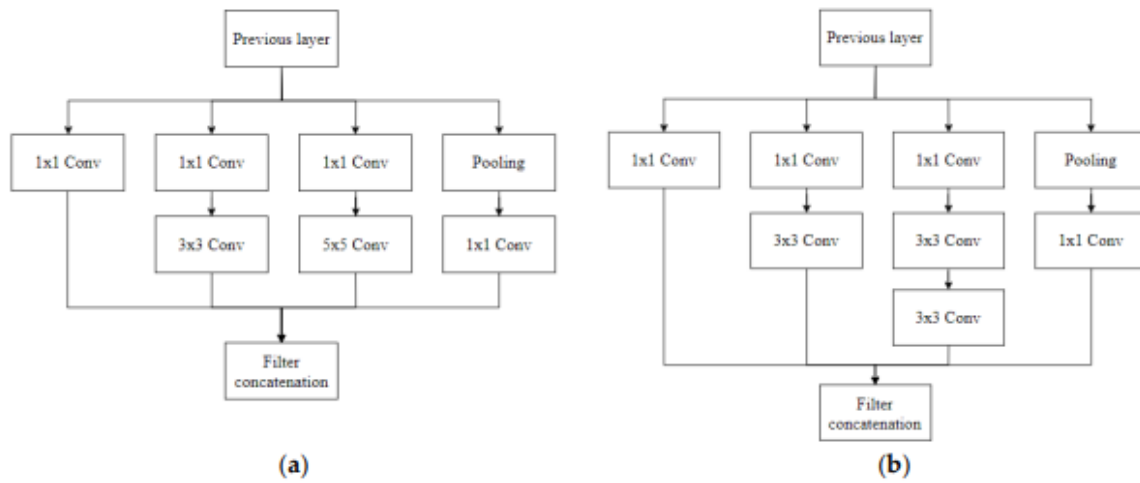 Previous layer
1x1 Conv
1x1 Conv
1x1 Conv
Pooling
3x3 Conv
5x5 Conv
1x1 Conv
Filter
concatenation
(a)
Previous layer
1x1 Conv
1x1 Conv
1x1 Conv
Pooling
3x3 Conv
3x3 Conv
1x1 Conv
3x3 Conv
Filter
concatenation
(b)